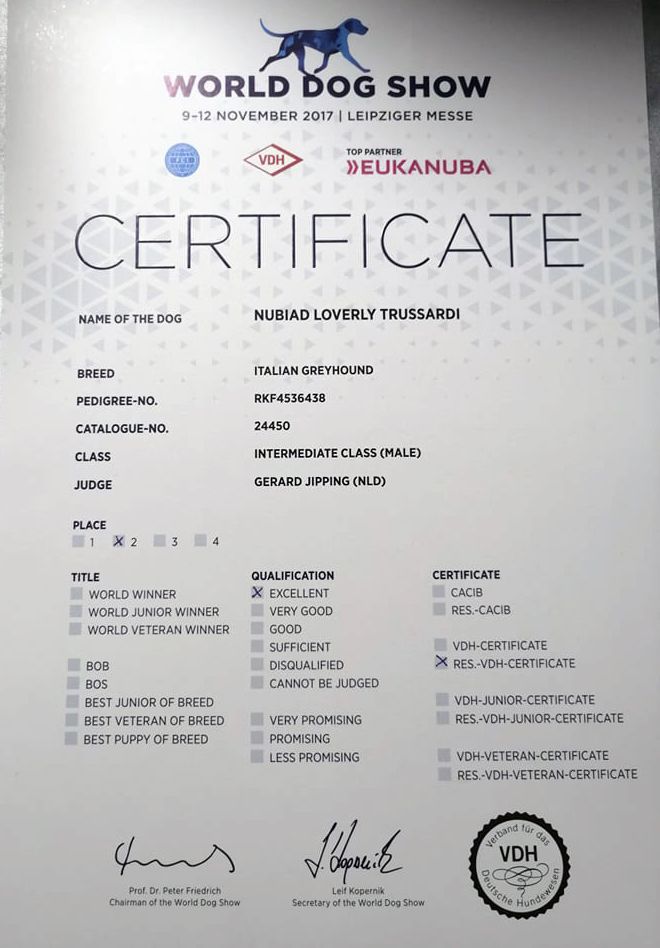 WORLD DOG SHOW
9–12 NOVEMBER 2017 | LEIPZIGER MESSE
FCI
VDH
TOP PARTNER
EUKANUBA
CERTIFICATE
NAME OF THE DOG NUBIAD LOVERLY TRUSSARDI
BREED ITALIAN GREYHOUND
PEDIGREE-NO. RKF4536438
CATALOGUE-NO. 24450
CLASS INTERMEDIATE CLASS (MALE)
JUDGE GERARD JIPPING (NLD)
PLACE
1 X 2 3 4
TITLE
WORLD WINNER
WORLD JUNIOR WINNER
WORLD VETERAN WINNER
BOB
BOS
BEST JUNIOR OF BREED
BEST VETERAN OF BREED
BEST PUPPY OF BREED
QUALIFICATION
X EXCELLENT
VERY GOOD
GOOD
SUFFICIENT
DISQUALIFIED
CANNOT BE JUDGED
VERY PROMISING
PROMISING
LESS PROMISING
CERTIFICATE
CACIB
RES.-CACIB
VDH-CERTIFICATE
X RES.-VDH-CERTIFICATE
VDH-JUNIOR-CERTIFICATE
RES.-VDH-JUNIOR-CERTIFICATE
VDH-VETERAN-CERTIFICATE
RES.-VDH-VETERAN-CERTIFICATE
Prof. Dr. Peter Friedrich
Chairman of the World Dog Show
L. Kopernik
Leif Kopernik
Secretary of the World Dog Show
Verband für das
VDH
Deutsche Hundewesen